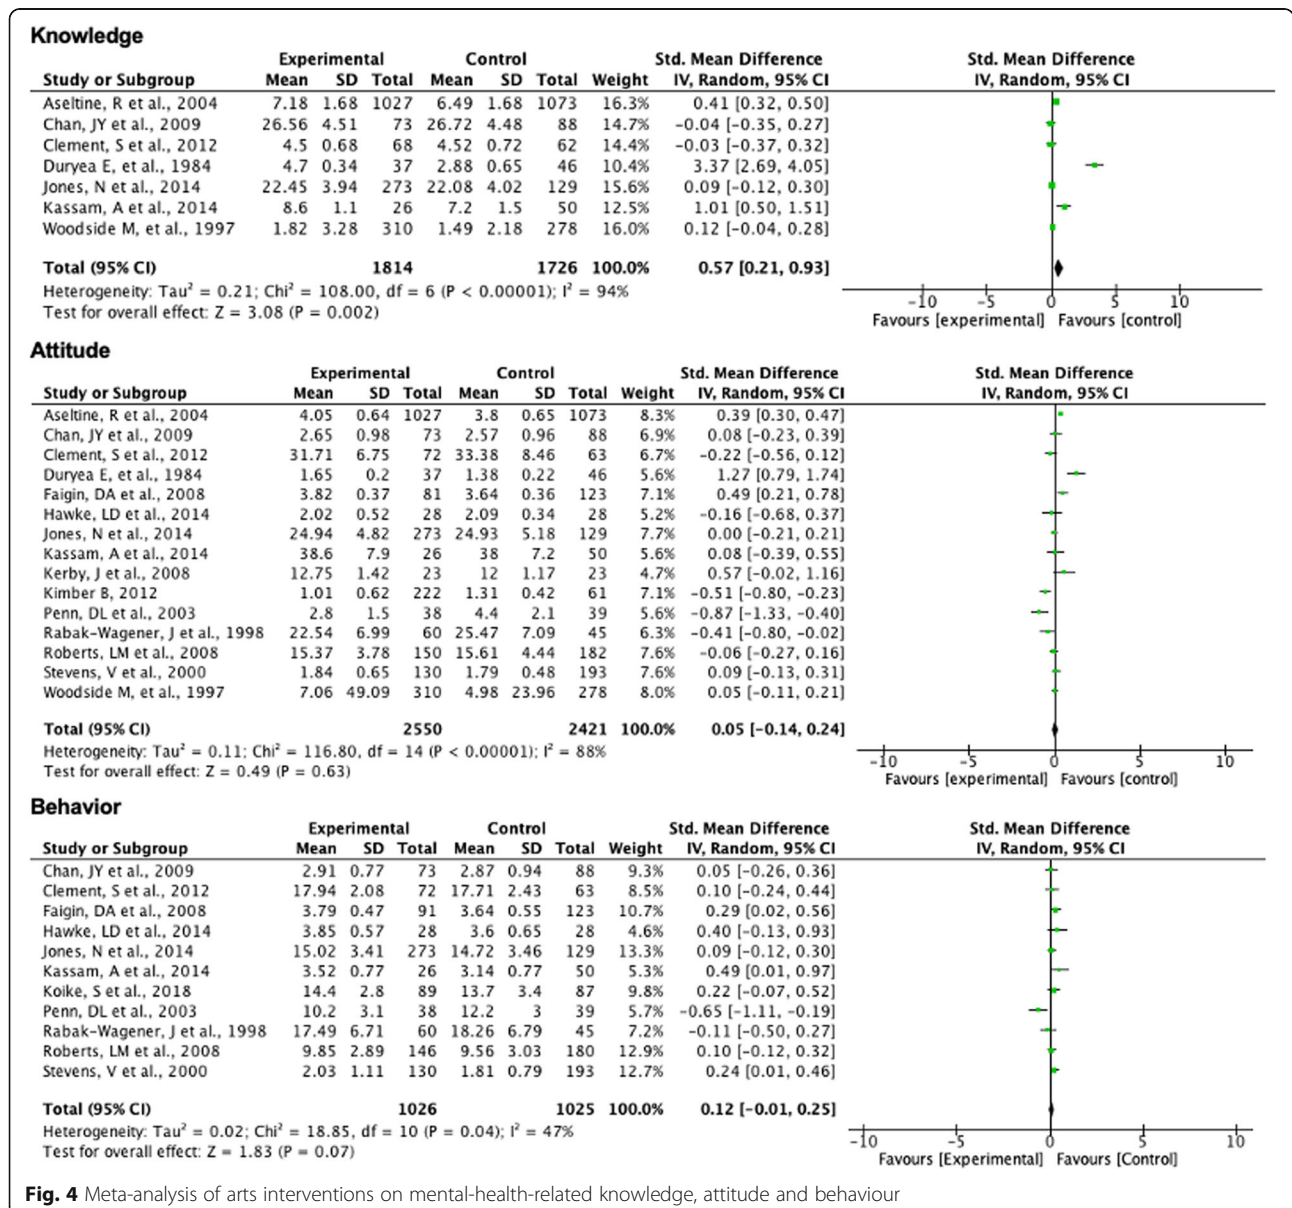 Knowledge
Experimental Control Std. Mean Difference Std. Mean Difference
Study or Subgroup Mean SD Total Mean SD Total Weight IV, Random, 95% CI IV, Random, 95% CI
Aseltine, R et al., 2004 7.18 1.68 1027 6.49 1.68 1073 16.3% 0.41 [0.32, 0.50]
Chan, JY et al., 2009 26.56 4.51 73 26.72 4.48 88 14.7% −0.04 [−0.35, 0.27]
Clement, S et al., 2012 4.5 0.68 68 4.52 0.72 62 14.4% −0.03 [−0.37, 0.32]
Duryea E, et al., 1984 4.7 0.34 37 2.88 0.65 46 10.4% 3.37 [2.69, 4.05]
Jones, N et al., 2014 22.45 3.94 273 22.08 4.02 129 15.6% 0.09 [−0.12, 0.30]
Kassam, A et al., 2014 8.6 1.1 26 7.2 1.5 50 12.5% 1.01 [0.50, 1.51]
Woodside M, et al., 1997 1.82 3.28 310 1.49 2.18 278 16.0% 0.12 [−0.04, 0.28]
Total (95% CI) 1814 1726 100.0% 0.57 [0.21, 0.93]
Heterogeneity: Tau² = 0.21; Chi² = 108.00, df = 6 (P < 0.00001); I² = 94%
Test for overall effect: Z = 3.08 (P = 0.002)
−10 −5 0 5 10
Favours [experimental] Favours [control]
Attitude
Experimental Control Std. Mean Difference Std. Mean Difference
Study or Subgroup Mean SD Total Mean SD Total Weight IV, Random, 95% CI IV, Random, 95% CI
Aseltine, R et al., 2004 4.05 0.64 1027 3.8 0.65 1073 8.3% 0.39 [0.30, 0.47]
Chan, JY et al., 2009 2.65 0.98 73 2.57 0.96 88 6.9% 0.08 [−0.23, 0.39]
Clement, S et al., 2012 31.71 6.75 72 33.38 8.46 63 6.7% −0.22 [−0.56, 0.12]
Duryea E, et al., 1984 1.65 0.2 37 1.38 0.22 46 5.6% 1.27 [0.79, 1.74]
Faigin, DA et al., 2008 3.82 0.37 81 3.64 0.36 123 7.1% 0.49 [0.21, 0.78]
Hawke, LD et al., 2014 2.02 0.52 28 2.09 0.34 28 5.2% −0.16 [−0.68, 0.37]
Jones, N et al., 2014 24.94 4.82 273 24.93 5.18 129 7.7% 0.00 [−0.21, 0.21]
Kassam, A et al., 2014 38.6 7.9 26 38 7.2 50 5.6% 0.08 [−0.39, 0.55]
Kerby, J et al., 2008 12.75 1.42 23 12 1.17 23 4.7% 0.57 [−0.02, 1.16]
Kimber B, 2012 1.01 0.62 222 1.31 0.42 61 7.1% −0.51 [−0.80, −0.23]
Penn, DL et al., 2003 2.8 1.5 38 4.4 2.1 39 5.6% −0.87 [−1.33, −0.40]
Rabak–Wagener, J et al., 1998 22.54 6.99 60 25.47 7.09 45 6.3% −0.41 [−0.80, −0.02]
Roberts, LM et al., 2008 15.37 3.78 150 15.61 4.44 182 7.6% −0.06 [−0.27, 0.16]
Stevens, V et al., 2000 1.84 0.65 130 1.79 0.48 193 7.6% 0.09 [−0.13, 0.31]
Woodside M, et al., 1997 7.06 49.09 310 4.98 23.96 278 8.0% 0.05 [−0.11, 0.21]
Total (95% CI) 2550 2421 100.0% 0.05 [−0.14, 0.24]
Heterogeneity: Tau² = 0.11; Chi² = 116.80, df = 14 (P < 0.00001); I² = 88%
Test for overall effect: Z = 0.49 (P = 0.63)
−10 −5 0 5 10
Favours [experimental] Favours [control]
Behavior
Experimental Control Std. Mean Difference Std. Mean Difference
Study or Subgroup Mean SD Total Mean SD Total Weight IV, Random, 95% CI IV, Random, 95% CI
Chan, JY et al., 2009 2.91 0.77 73 2.87 0.94 88 9.3% 0.05 [−0.26, 0.36]
Clement, S et al., 2012 17.94 2.08 72 17.71 2.43 63 8.5% 0.10 [−0.24, 0.44]
Faigin, DA et al., 2008 3.79 0.47 91 3.64 0.55 123 10.7% 0.29 [0.02, 0.56]
Hawke, LD et al., 2014 3.85 0.57 28 3.6 0.65 28 4.6% 0.40 [−0.13, 0.93]
Jones, N et al., 2014 15.02 3.41 273 14.72 3.46 129 13.3% 0.09 [−0.12, 0.30]
Kassam, A et al., 2014 3.52 0.77 26 3.14 0.77 50 5.3% 0.49 [0.01, 0.97]
Koike, S et al., 2018 14.4 2.8 89 13.7 3.4 87 9.8% 0.22 [−0.07, 0.52]
Penn, DL et al., 2003 10.2 3.1 38 12.2 3 39 5.7% −0.65 [−1.11, −0.19]
Rabak–Wagener, J et al., 1998 17.49 6.71 60 18.26 6.79 45 7.2% −0.11 [−0.50, 0.27]
Roberts, LM et al., 2008 9.85 2.89 146 9.56 3.03 180 12.9% 0.10 [−0.12, 0.32]
Stevens, V et al., 2000 2.03 1.11 130 1.81 0.79 193 12.7% 0.24 [0.01, 0.46]
Total (95% CI) 1026 1025 100.0% 0.12 [−0.01, 0.25]
Heterogeneity: Tau² = 0.02; Chi² = 18.85, df = 10 (P = 0.04); I² = 47%
Test for overall effect: Z = 1.83 (P = 0.07)
−10 −5 0 5 10
Favours [Experimental] Favours [Control]
Fig. 4 Meta-analysis of arts interventions on mental-health-related knowledge, attitude and behaviour